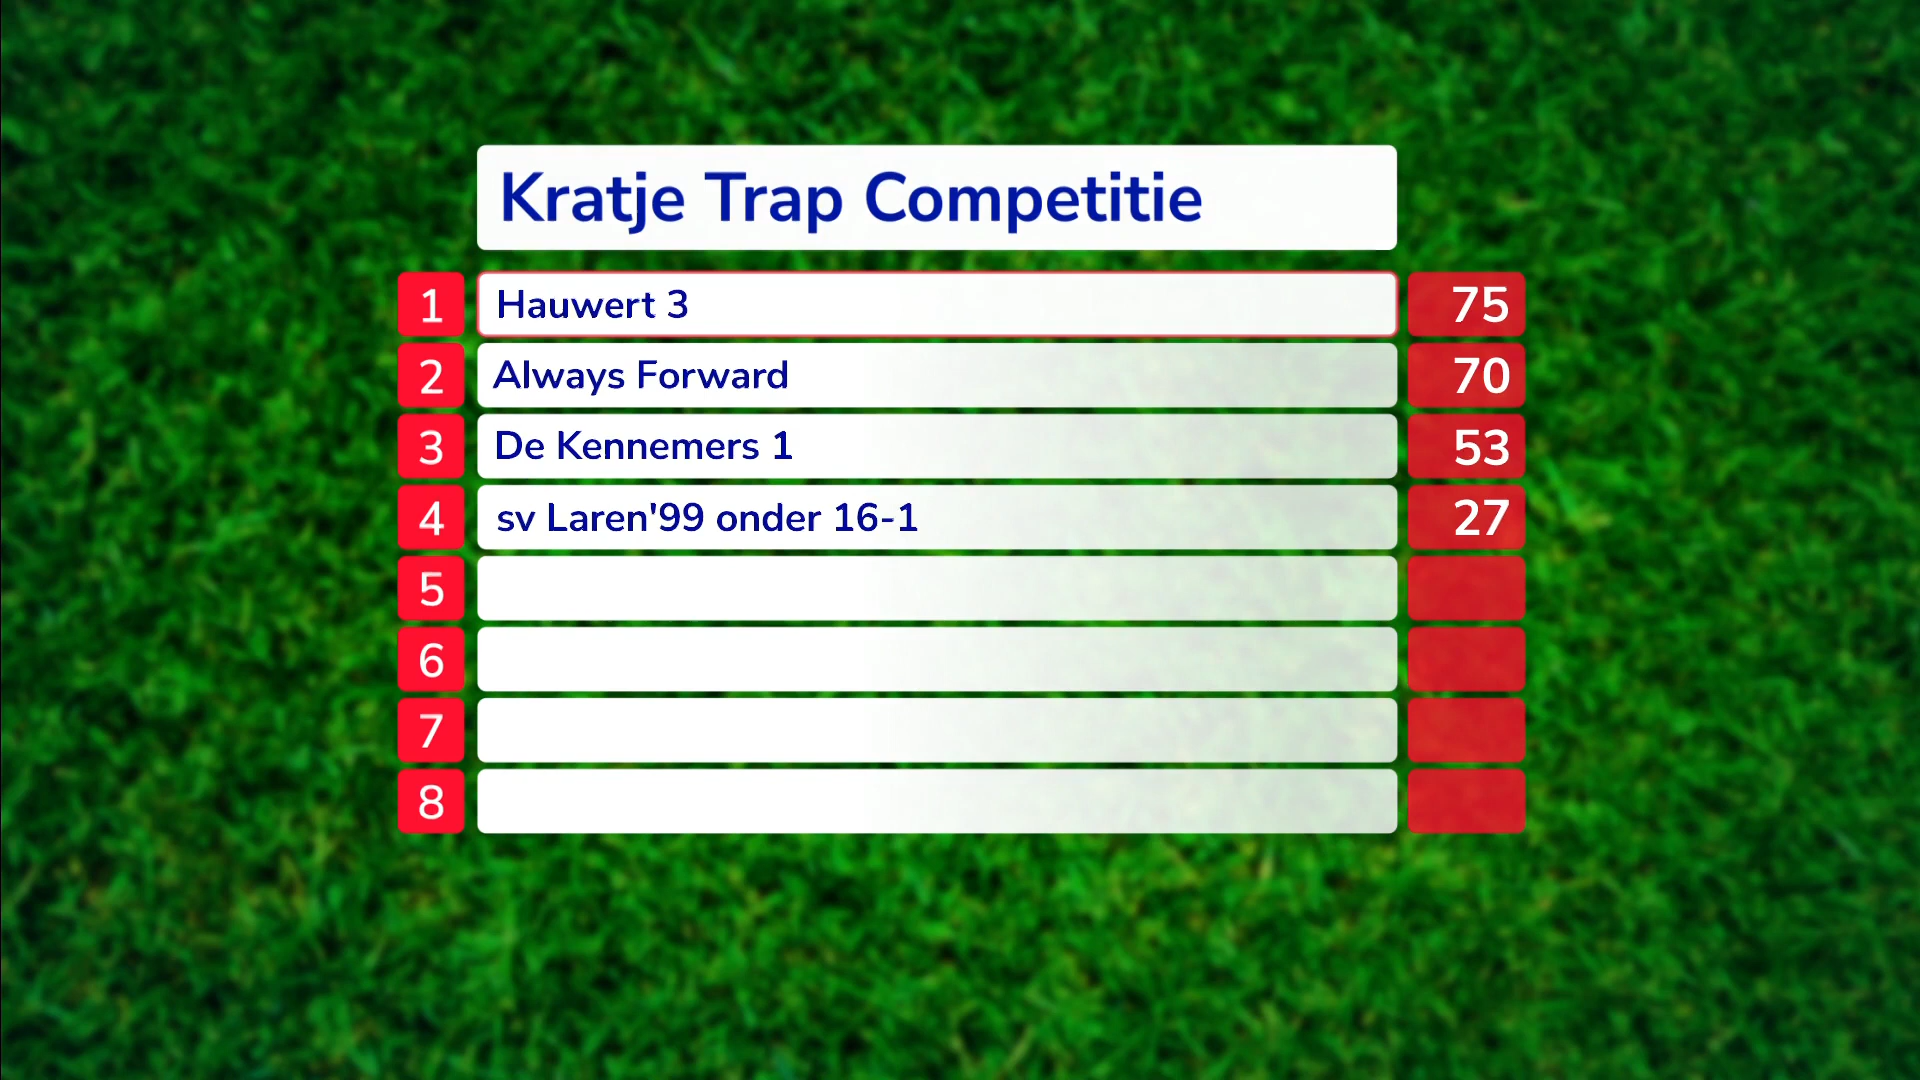 Kratje Trap Competitie
1 Hauwert 3 75
2 Always Forward 70
3 De Kennemers 1 53
4 sv Laren'99 onder 16-1 27
5
6
7
8